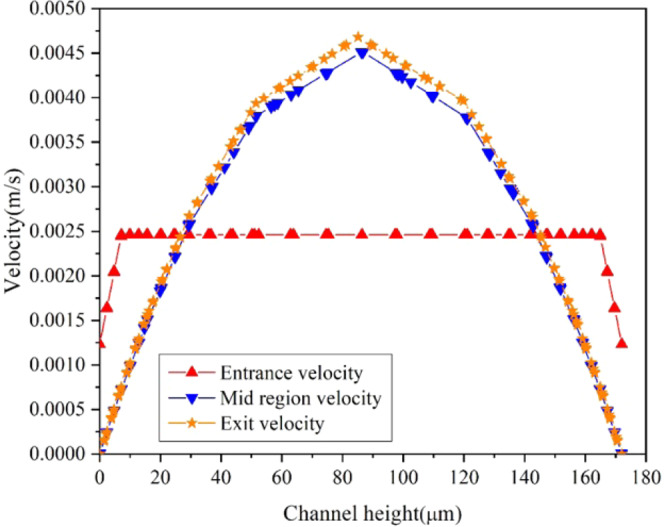 0.0050
0.0045
0.0040
0.0035
0.0030
0.0025
0.0020
0.0015
0.0010
0.0005
0.0000
Velocity(m/s)
Entrance velocity
Mid region velocity
Exit velocity
0 20 40 60 80 100 120 140 160 180
Channel height(μm)